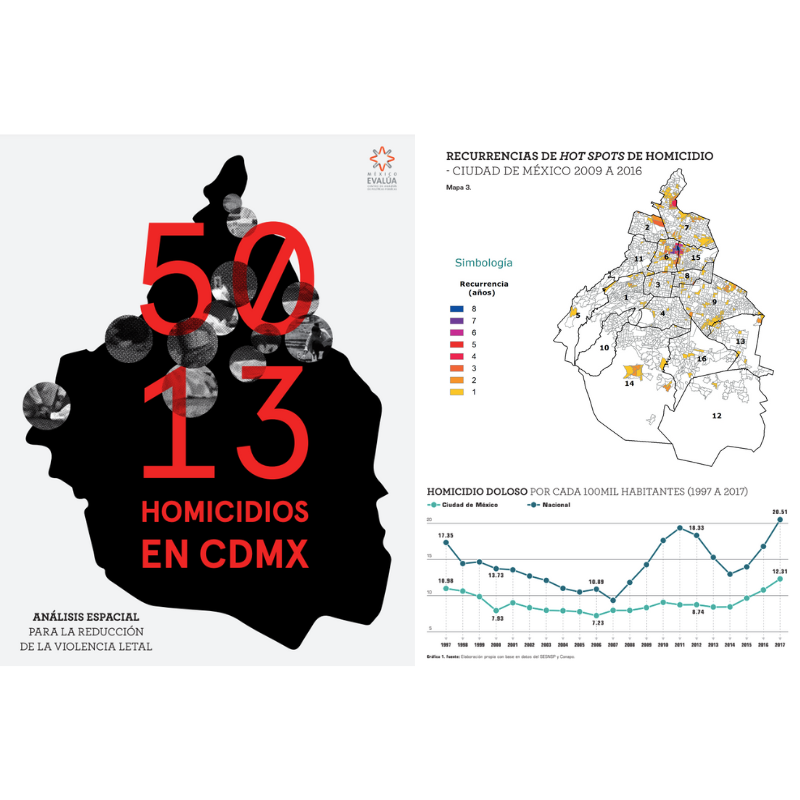 MÉXICO
EVALÚA
50
13
HOMICIDIOS
EN CDMX
ANÁLISIS ESPACIAL
PARA LA REDUCCIÓN
DE LA VIOLENCIA LETAL
RECURRENCIAS DE HOT SPOTS DE HOMICIDIO
- CIUDAD DE MÉXICO 2009 A 2016
Mapa 3.
Simbología
Recurrencia
(años)
8
7
6
5
4
3
2
1
2
7
11
6
15
8
1
3
9
5
4
10
13
16
14
12
HOMICIDIO DOLOSO POR CADA 100MIL HABITANTES (1997 A 2017)
Ciudad de México Nacional
20
15
10
5
17.35
10.98
13.73
7.93
10.89
7.23
18.33
8.74
20.51
12.31
1997 1998 1999 2000 2001 2002 2003 2004 2005 2006 2007 2008 2009 2010 2011 2012 2013 2014 2015 2016 2017
Gráfica 1. Fuente: Elaboración propia con base en datos del SESNSP y Conapo.